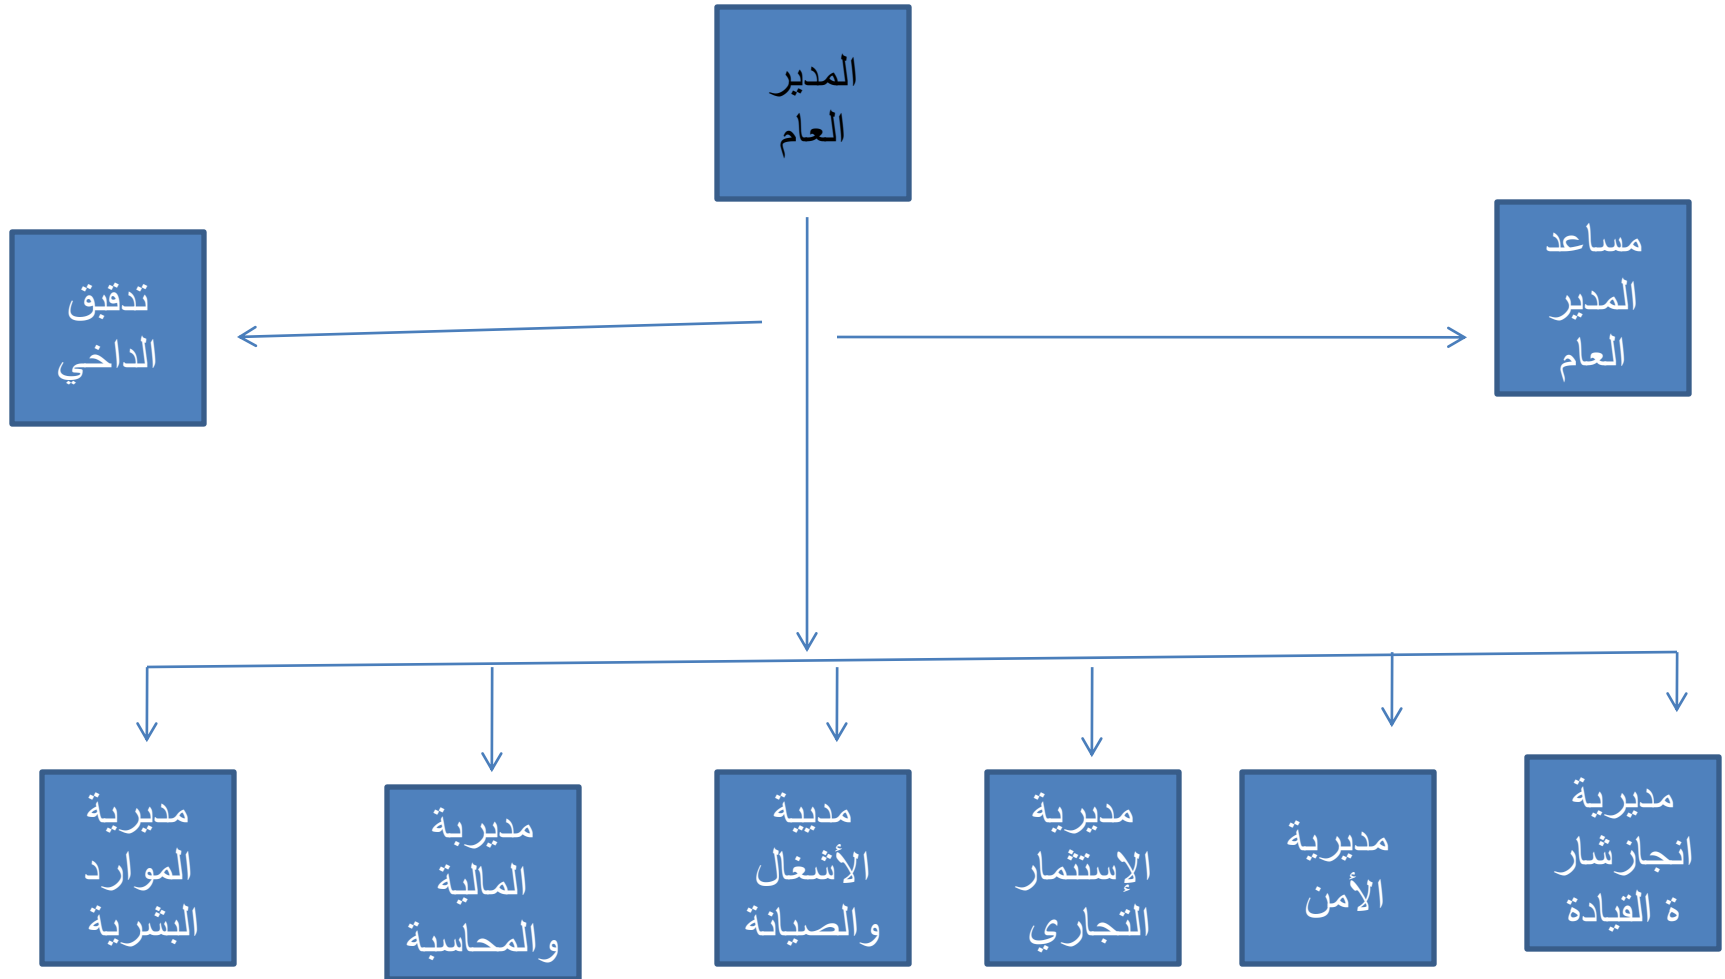 المدير
العام
مساعد
المدير
العام
تدقبق
الداخي
مديرية
انجازشار
ة القيادة
مديرية
الأمن
مديرية
الإستثمار
التجاري
مديية
الأشغال
والصيانة
مديربة
المالية
والمحاسبة
مديرية
الموارد
البشرية